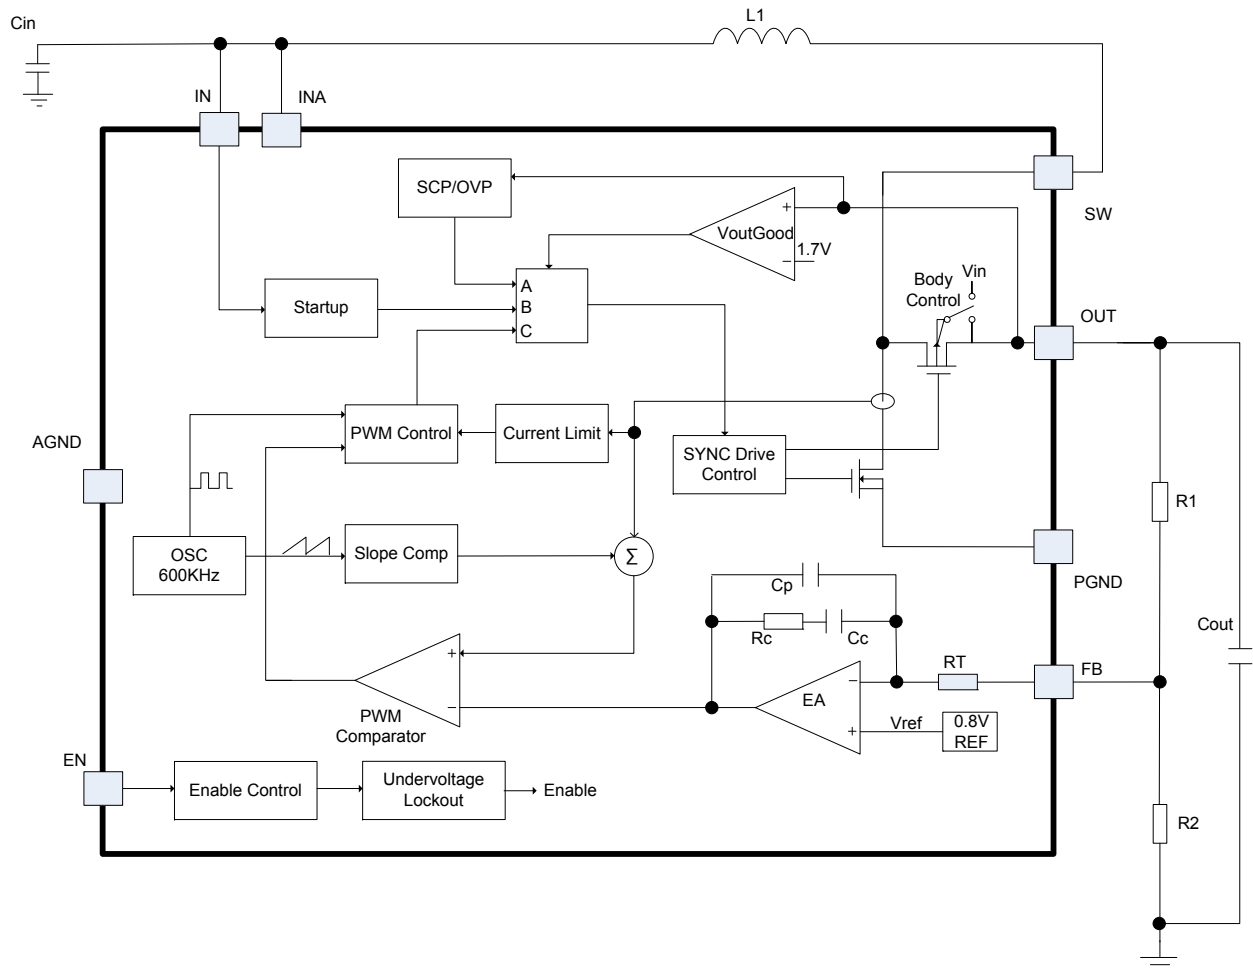 Cin
L1
IN
INA
SCP/OVP
SW
+
VoutGood
1.7V
−
Body
Control
Vin
A
B
C
Startup
OUT
AGND
PWM Control
Current Limit
SYNC Drive
Control
R1
OSC
600KHz
Slope Comp
Σ
PGND
Cp
Rc
Cc
Cout
RT
FB
+
−
EA
−
+
Vref
0.8V
REF
PWM
Comparator
EN
Enable Control
Undervoltage
Lockout
Enable
R2